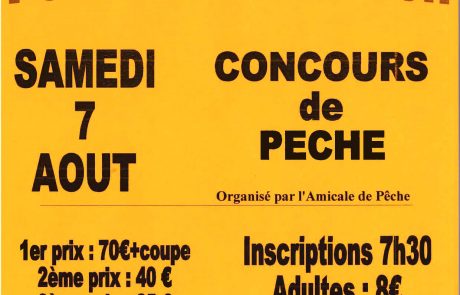 SAMEDI
7
AOUT
CONCOURS
de
PECHE
Organisé par l'Amicale de Pêche
1er prix : 70€+coupe
2ème prix : 40 €
Inscriptions 7h30
Adultes : 8€